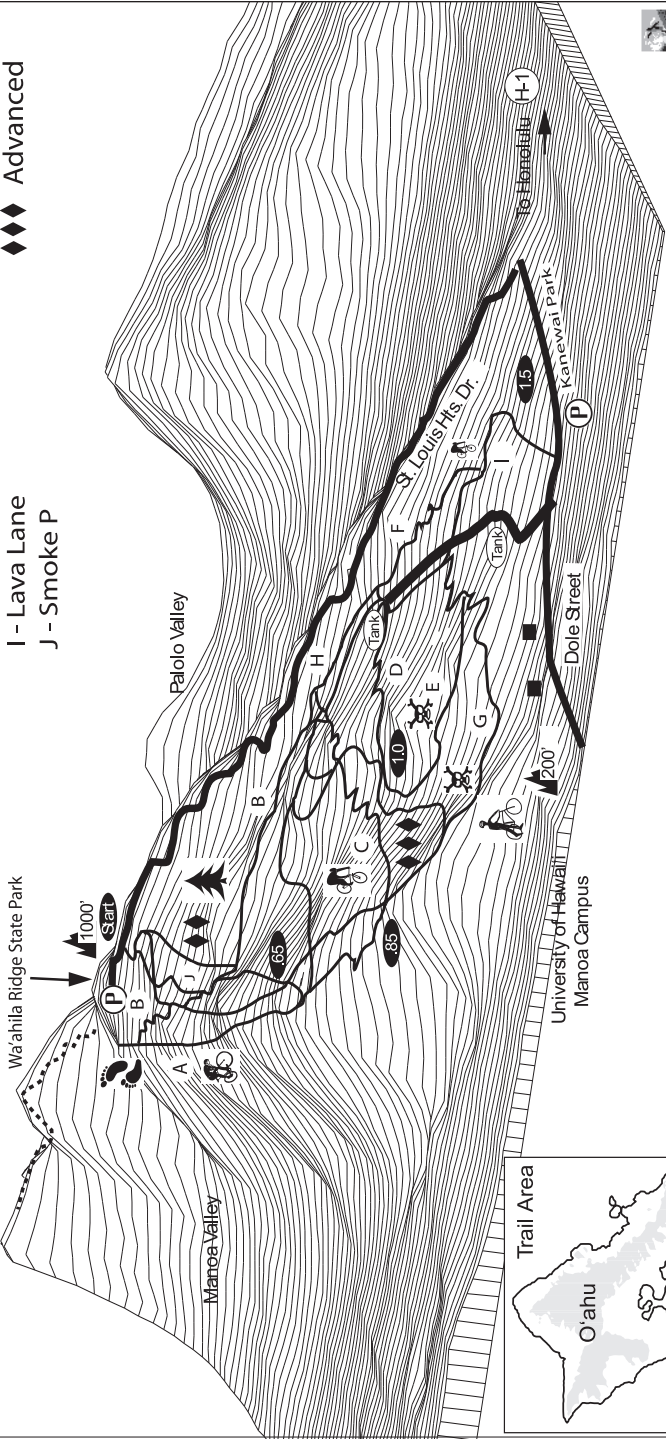 Advanced
I - Lava Lane
J - Smoke P
H-1
To Honolulu
Kanewai Park
P
1.5
St. Louis Hts. Dr.
I
F
Tank
Tank
Dole Street
Palolo Valley
H
D
E
1.0
G
200'
B
C
.65
.85
University of Hawaii
Manoa Campus
Wa'ahila Ridge State Park
1000'
Start
P
B
J
A
Manoa Valley
Trail Area
O'ahu